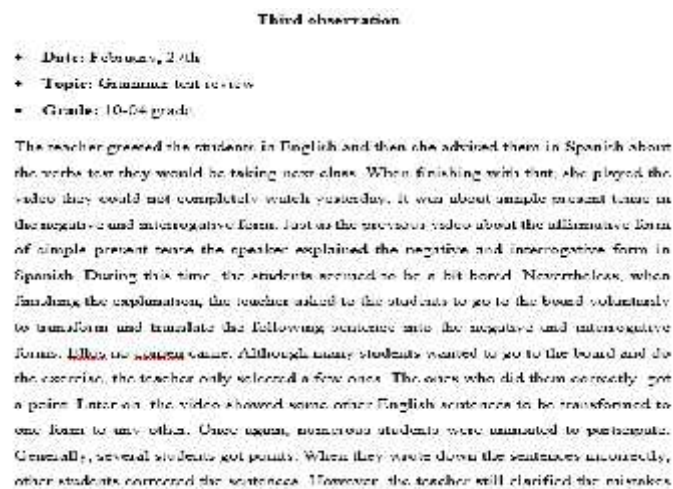 Third observation
• Date: February, 27th
• Topic: Grammar test review
• Grade: 10-04 grade
The teacher greeted the students in English and then she advised them in Spanish about
the verbs test they would be taking next class. When finishing with that, she played the
video they could not completely watch yesterday. It was about simple present tense in
the negative and interrogative form. Just as the previous video about the affirmative form
of simple present tense the speaker explained the negative and interrogative form in
Spanish. During this time, the students seemed to be a bit bored. Nevertheless, when
finishing the explanation, the teacher asked to the students to go to the board voluntarily
to transform and translate the following sentence into the negative and interrogative
forms. Ellos no comen carne. Although many students wanted to go to the board and do
the exercise, the teacher only selected a few ones. The ones who did them correctly got
a point. Later on, the video showed some other English sentences to be transformed to
one form to any other. Once again, numerous students were animated to participate.
Generally, several students got points. When they wrote down the sentences incorrectly,
other students corrected the sentences. However, the teacher still clarified the mistakes